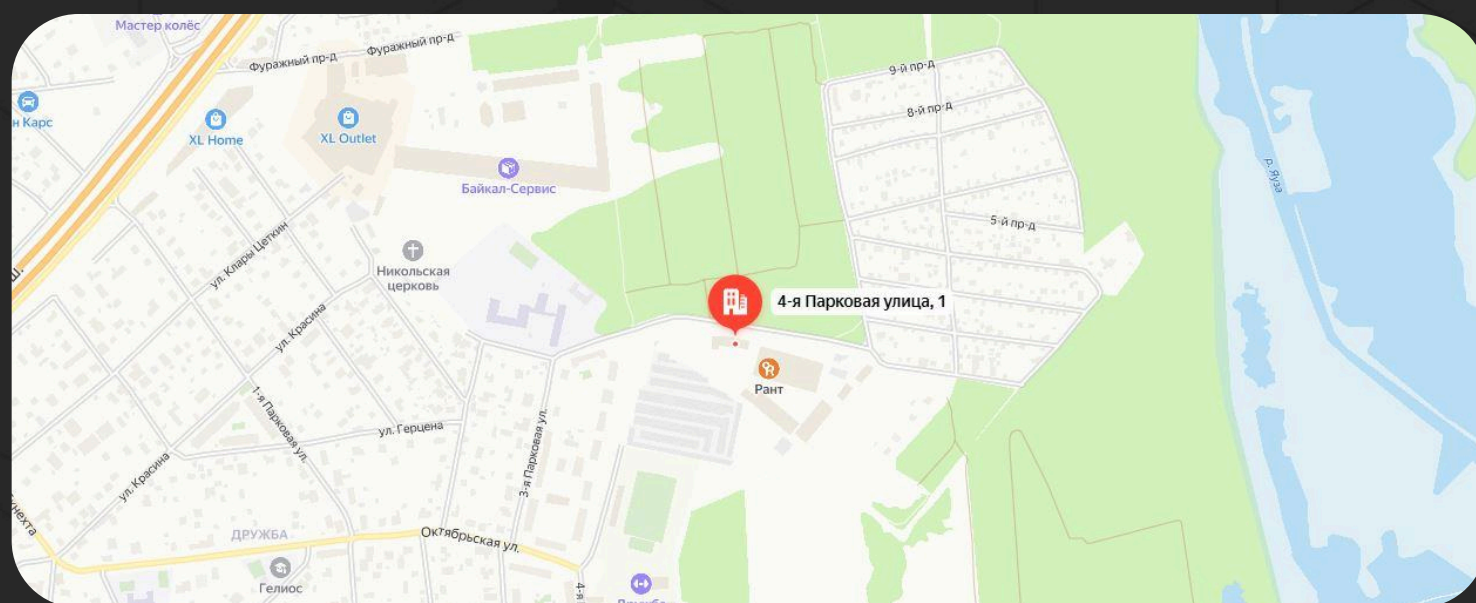 Мастер колёс
Фуражный пр-д
Фуражный пр-д
9-й пр-д
8-й пр-д
н Карс
XL Home
XL Outlet
Байкал-Сервис
р. Яуза
5-й пр-д
ул. Клары Цеткин
Никольская
церковь
ш.
4-я Парковая улица, 1
ул. Красина
Рант
1-я Парковая ул.
ул. Герцена
3-я Парковая ул.
ул. Красина
кнехта
ДРУЖБА
Октябрьская ул.
Гелиос
4-я